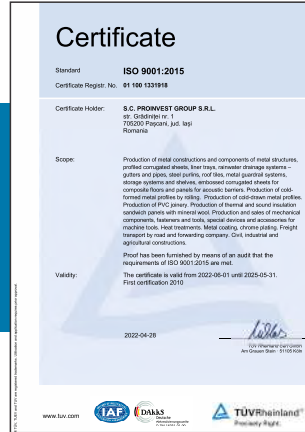 Certificate
Standard ISO 9001:2015
Certificate Registr. No. 01 100 1331918
Certificate Holder: S.C. PROINVEST GROUP S.R.L.
str. Grădiniței nr. 1
705200 Pașcani, jud. Iași
Romania
Scope: Production of metal constructions and components of metal structures,
profiled corrugated sheets, liner trays, rainwater drainage systems –
gutters and pipes, steel purlins, roof tiles, metal guardrail systems,
storage systems and shelves, embossed corrugated sheets for
composite floors and panels for acoustic barriers. Production of cold-
formed metal profiles by rolling. Production of cold-drawn metal profiles.
Production of PVC joinery. Production of thermal and sound insulation
sandwich panels with mineral wool. Production and sales of mechanical
components, fasteners and tools, special devices and accessories for
machine tools. Heat treatments. Metal coating, chrome plating. Freight
transport by road and forwarding company. Civil, industrial and
agricultural constructions.
Proof has been furnished by means of an audit that the
requirements of ISO 9001:2015 are met.
Validity: The certificate is valid from 2022-06-01 until 2025-05-31.
First certification 2010
2022-04-28
TÜV Rheinland Cert GmbH
Am Grauen Stein · 51105 Köln
www.tuv.com
IAF
DAkkS
Deutsche
Akkreditierungsstelle
TÜVRheinland®
Precisely Right.